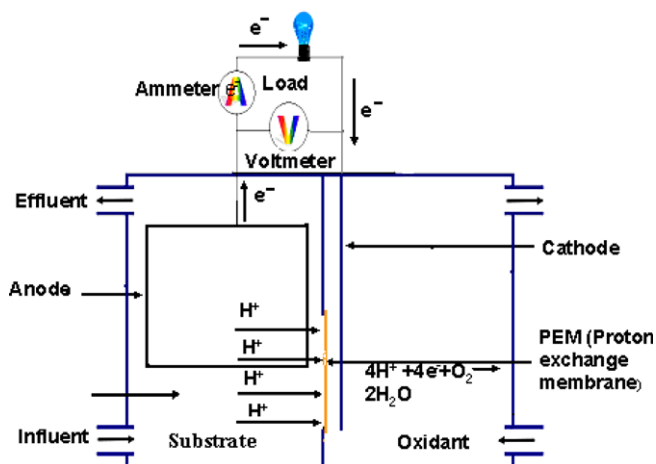 e⁻
Ammeter e⁻
A
Load
e⁻
V
Voltmeter
Effluent
e⁻
Cathode
Anode
H⁺
H⁺
H⁺
H⁺
PEM (Proton
exchange
membrane)
4H⁺ +4e⁻+O₂
2H₂O
Influent
Substrate
Oxidant